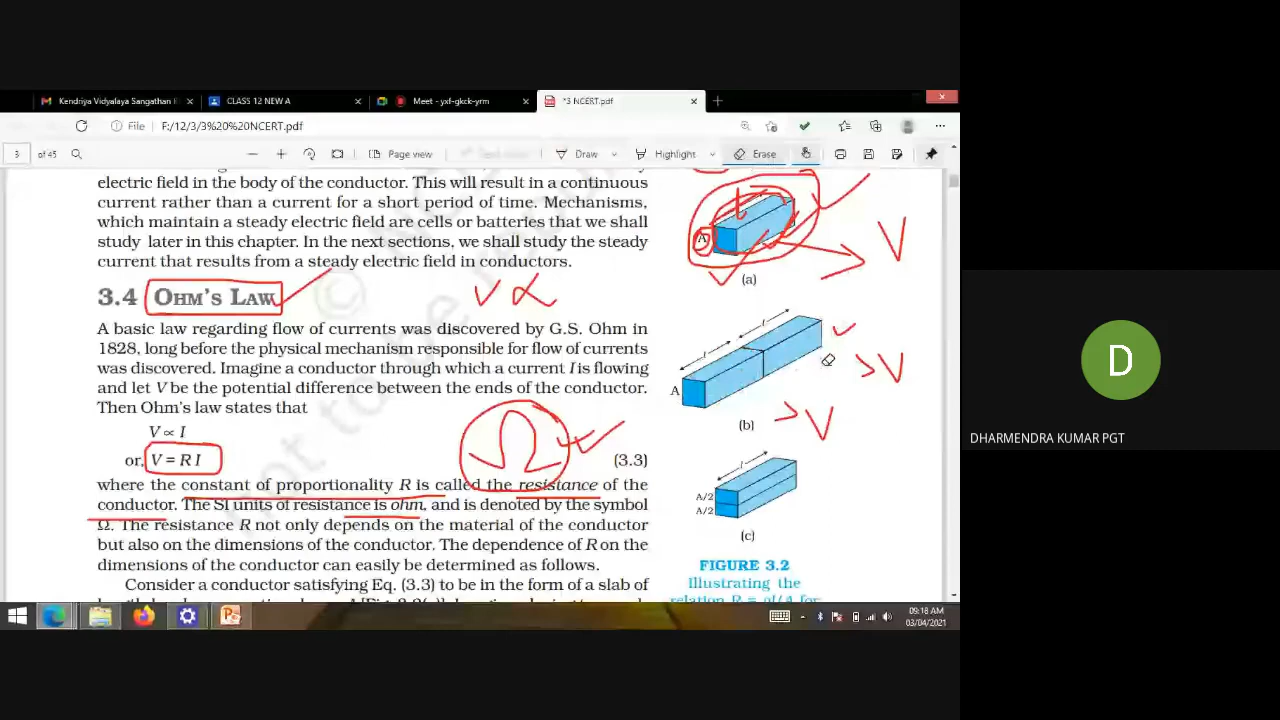 Kendriya Vidyalaya Sangathan
CLASS 12 NEW A
Meet - yxf-gkck-yrm
*3 NCERT.pdf
File
F:/12/3/3%20%20NCERT.pdf
3
of 45
Page view
Draw
Highlight
Erase
electric field in the body of the conductor. This will result in a continuous
current rather than a current for a short period of time. Mechanisms,
which maintain a steady electric field are cells or batteries that we shall
study later in this chapter. In the next sections, we shall study the steady
current that results from a steady electric field in conductors.
3.4 OHM'S LAW
V ∝
A basic law regarding flow of currents was discovered by G.S. Ohm in
1828, long before the physical mechanism responsible for flow of currents
was discovered. Imagine a conductor through which a current I is flowing
and let V be the potential difference between the ends of the conductor.
Then Ohm's law states that
V ∝ I
or, V = R I
Ω
(3.3)
where the constant of proportionality R is called the resistance of the
conductor. The SI units of resistance is ohm, and is denoted by the symbol
Ω. The resistance R not only depends on the material of the conductor
but also on the dimensions of the conductor. The dependence of R on the
dimensions of the conductor can easily be determined as follows.
Consider a conductor satisfying Eq. (3.3) to be in the form of a slab of
not to be
A
V
(a)
l
l
A
V
(b)
V
l
A/2
A/2
(c)
FIGURE 3.2
Illustrating the
relation R = ρl/A for
09:18 AM
03/04/2021
D
DHARMENDRA KUMAR PGT